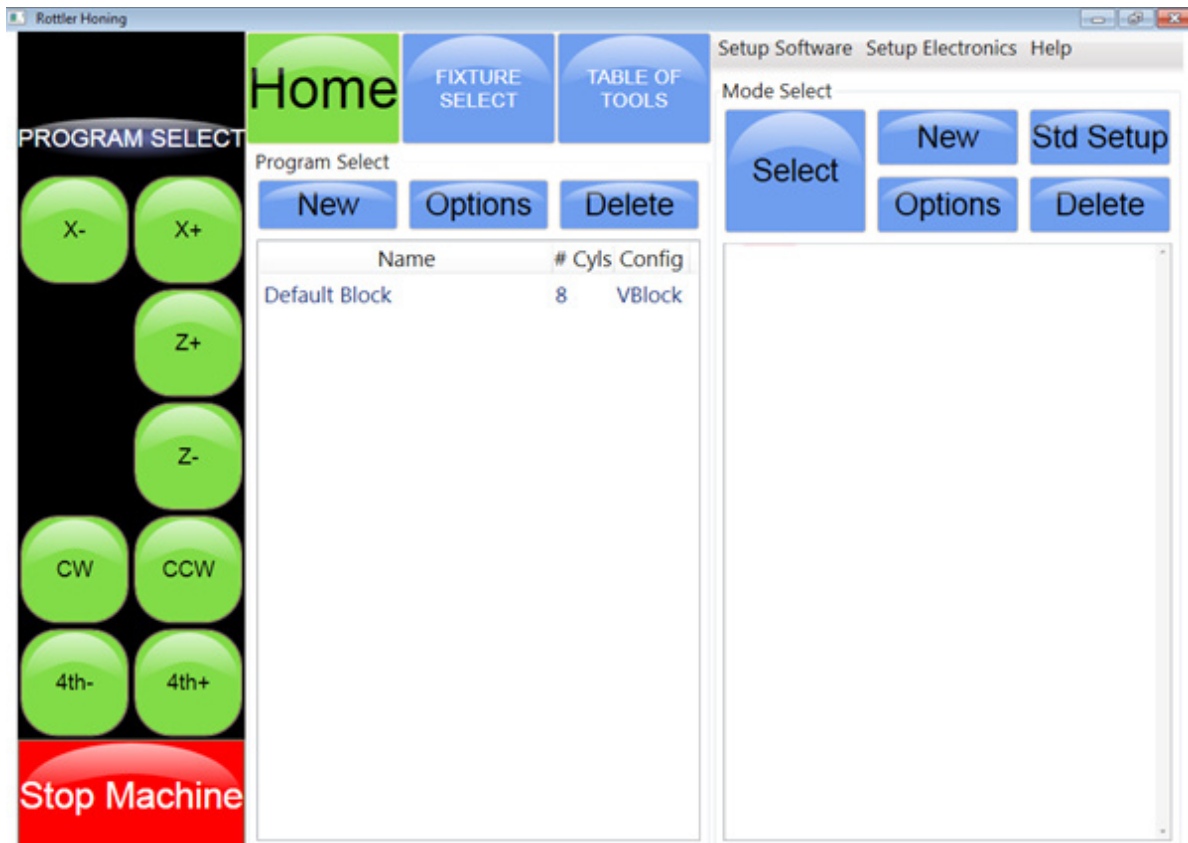 Rottler Honing
PROGRAM SELECT
X-
X+
Z+
Z-
CW
CCW
4th-
4th+
Stop Machine
Home
FIXTURE
SELECT
TABLE OF
TOOLS
Program Select
New
Options
Delete
Name # Cyls Config
Default Block 8 VBlock
Setup Software Setup Electronics Help
Mode Select
Select
New
Std Setup
Options
Delete